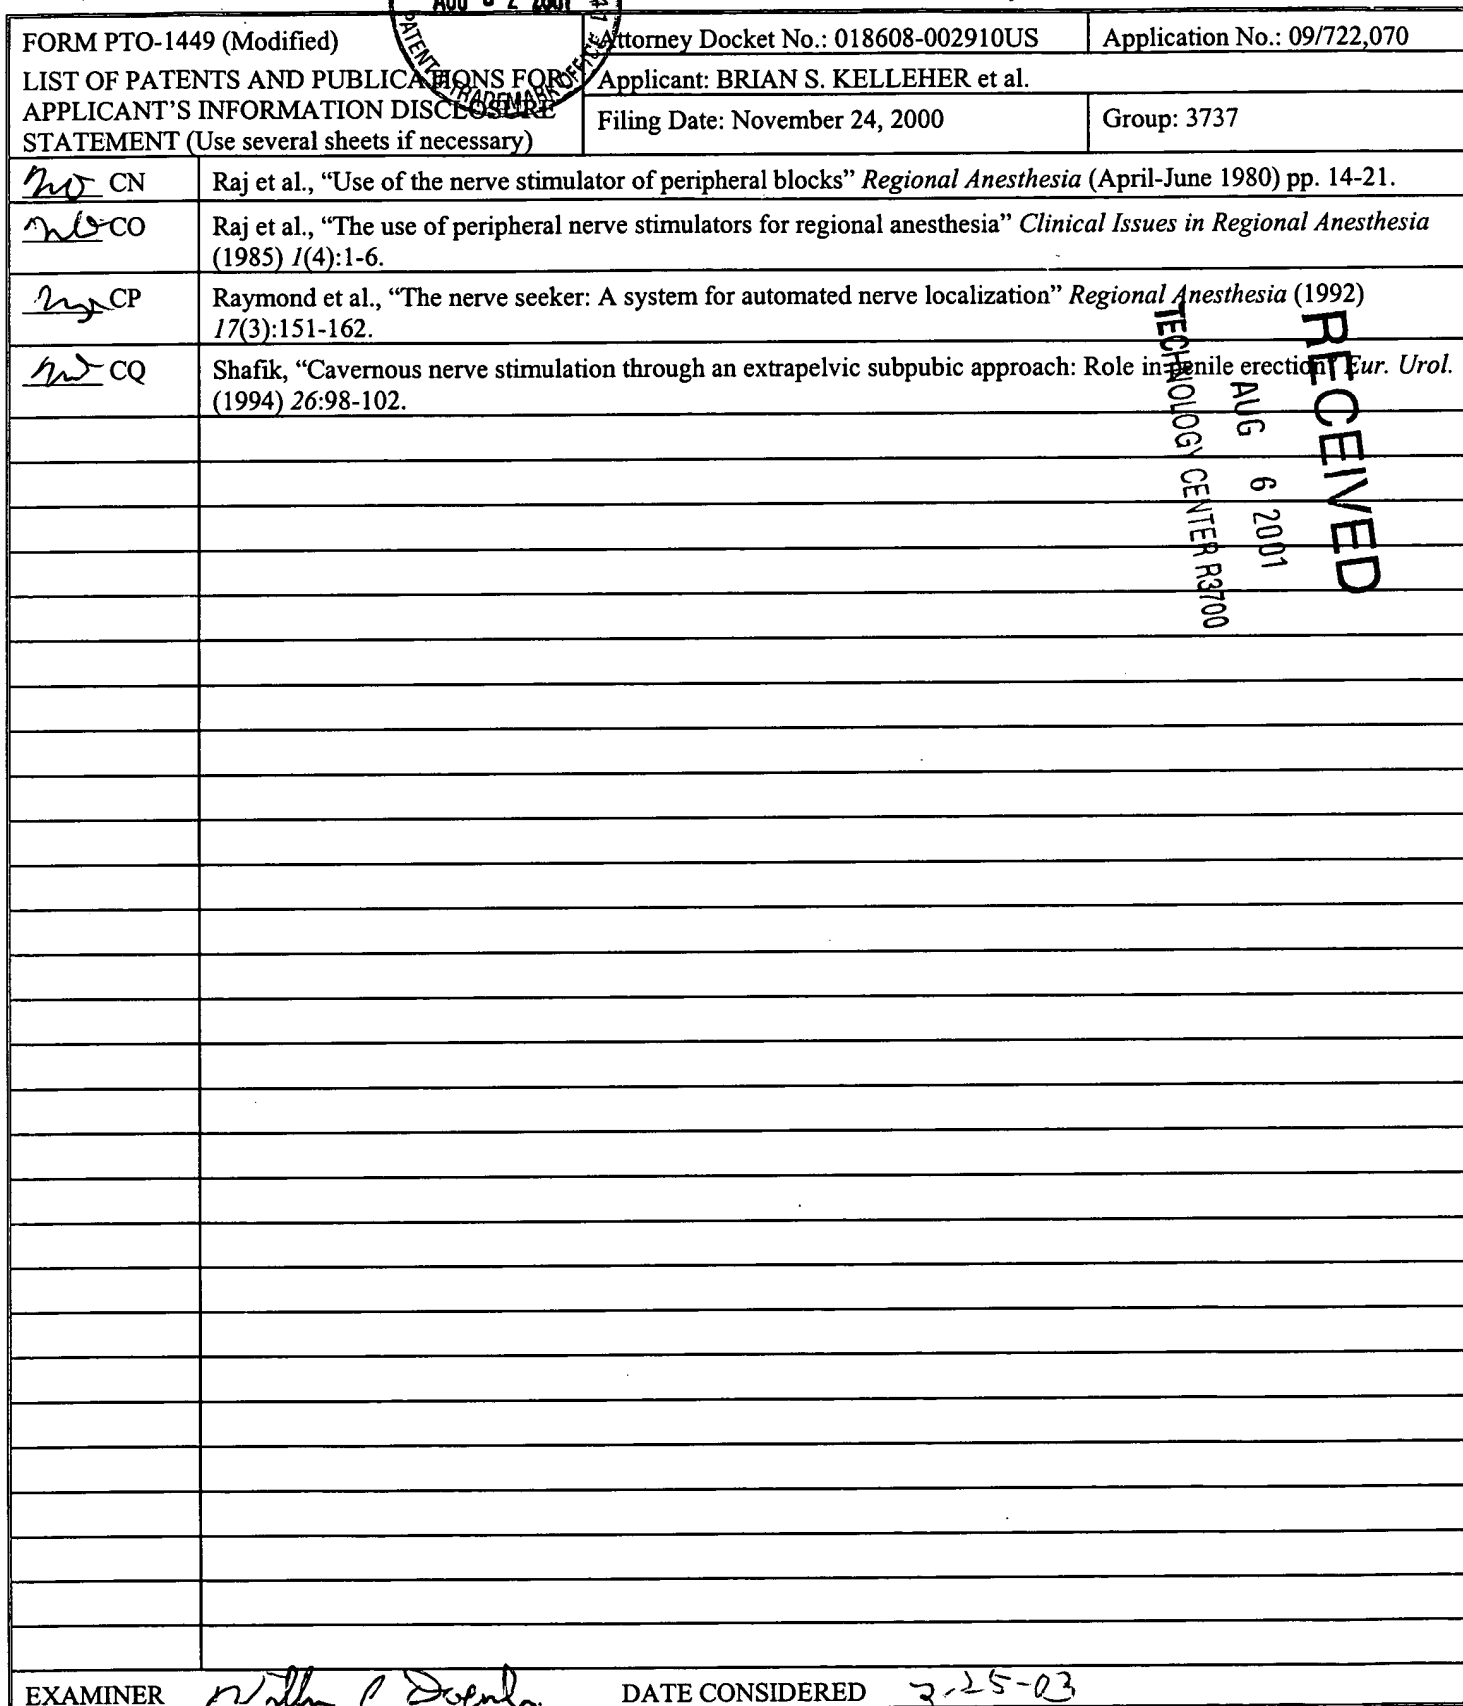 AUG 0 2 2001
PATENT & TRADEMARK OFFICE
FORM PTO-1449 (Modified)
LIST OF PATENTS AND PUBLICATIONS FOR
APPLICANT'S INFORMATION DISCLOSURE
STATEMENT (Use several sheets if necessary)
Attorney Docket No.: 018608-002910US
Application No.: 09/722,070
Applicant: BRIAN S. KELLEHER et al.
Filing Date: November 24, 2000
Group: 3737
CN Raj et al., “Use of the nerve stimulator of peripheral blocks” Regional Anesthesia (April-June 1980) pp. 14-21.
CO Raj et al., “The use of peripheral nerve stimulators for regional anesthesia” Clinical Issues in Regional Anesthesia
(1985) 1(4):1-6.
CP Raymond et al., “The nerve seeker: A system for automated nerve localization” Regional Anesthesia (1992)
17(3):151-162.
CQ Shafik, “Cavernous nerve stimulation through an extrapelvic subpubic approach: Role in penile erection” Eur. Urol.
(1994) 26:98-102.
RECEIVED
AUG 6 2001
TECHNOLOGY CENTER R3700
EXAMINER
DATE CONSIDERED 3-25-03